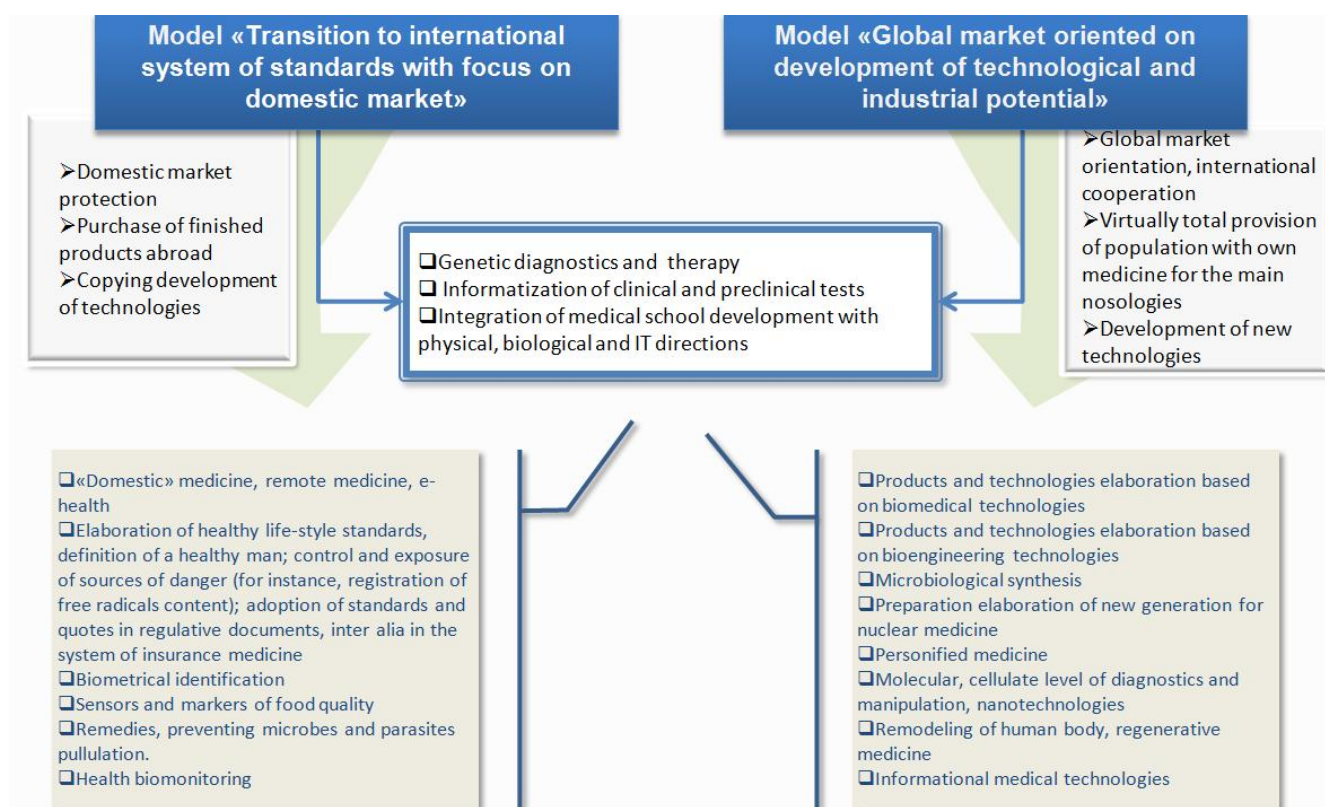 Model «Transition to international
system of standards with focus on
domestic market»
Model «Global market oriented on
development of technological and
industrial potential»
➢Domestic market
protection
➢Purchase of finished
products abroad
➢Copying development
of technologies
❑Genetic diagnostics and therapy
❑ Informatization of clinical and preclinical tests
❑Integration of medical school development with
physical, biological and IT directions
➢Global market
orientation, international
cooperation
➢Virtually total provision
of population with own
medicine for the main
nosologies
➢Development of new
technologies
❑«Domestic» medicine, remote medicine, e-
health
❑Elaboration of healthy life-style standards,
definition of a healthy man; control and exposure
of sources of danger (for instance, registration of
free radicals content); adoption of standards and
quotes in regulative documents, inter alia in the
system of insurance medicine
❑Biometrical identification
❑Sensors and markers of food quality
❑Remedies, preventing microbes and parasites
pullulation.
❑Health biomonitoring
❑Products and technologies elaboration based
on biomedical technologies
❑Products and technologies elaboration based
on bioengineering technologies
❑Microbiological synthesis
❑Preparation elaboration of new generation for
nuclear medicine
❑Personified medicine
❑Molecular, cellulate level of diagnostics and
manipulation, nanotechnologies
❑Remodeling of human body, regenerative
medicine
❑Informational medical technologies